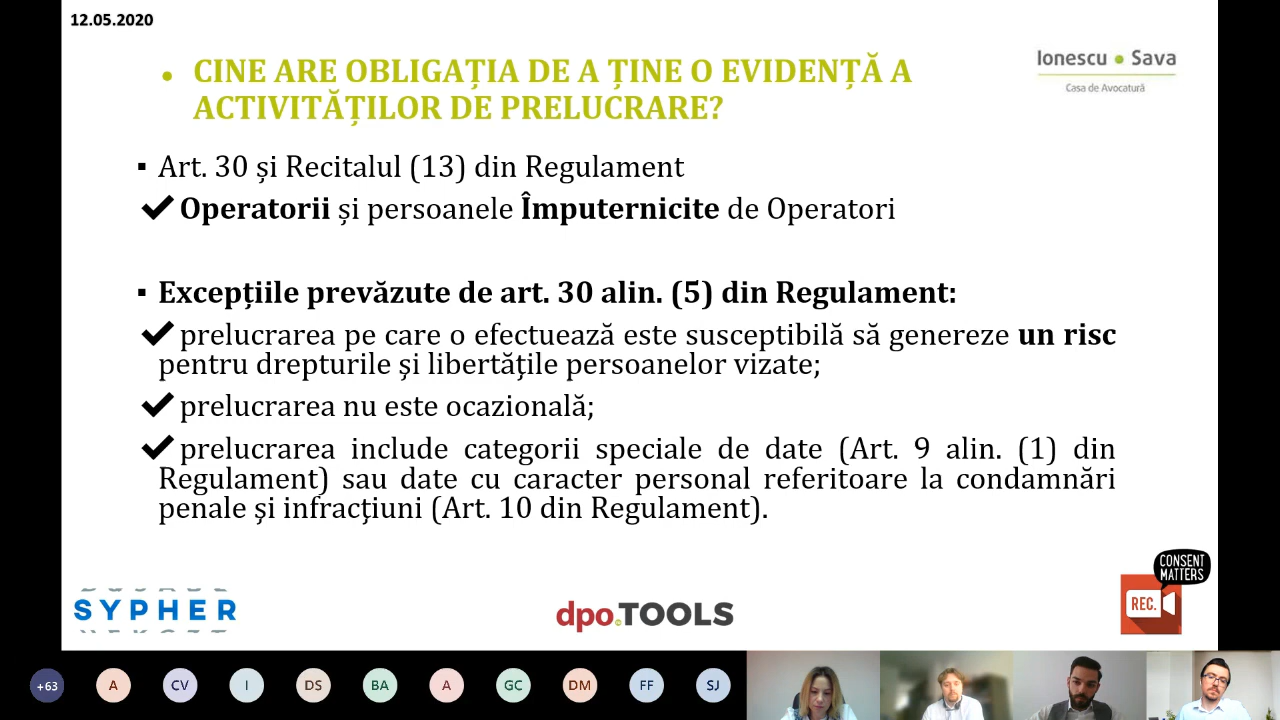 12.05.2020
Ionescu • Sava
Casa de Avocatură
• CINE ARE OBLIGAȚIA DE A ȚINE O EVIDENȚĂ A
ACTIVITĂȚILOR DE PRELUCRARE?
▪ Art. 30 și Recitalul (13) din Regulament
✔ Operatorii și persoanele Împuternicite de Operatori
▪ Excepțiile prevăzute de art. 30 alin. (5) din Regulament:
✔ prelucrarea pe care o efectuează este susceptibilă să genereze un risc
pentru drepturile și libertățile persoanelor vizate;
✔ prelucrarea nu este ocazională;
✔ prelucrarea include categorii speciale de date (Art. 9 alin. (1) din
Regulament) sau date cu caracter personal referitoare la condamnări
penale și infracțiuni (Art. 10 din Regulament).
CONSENT
MATTERS
REC.
SYPHER
dpo.TOOLS
+63 A CV I DS BA A GC DM FF SJ